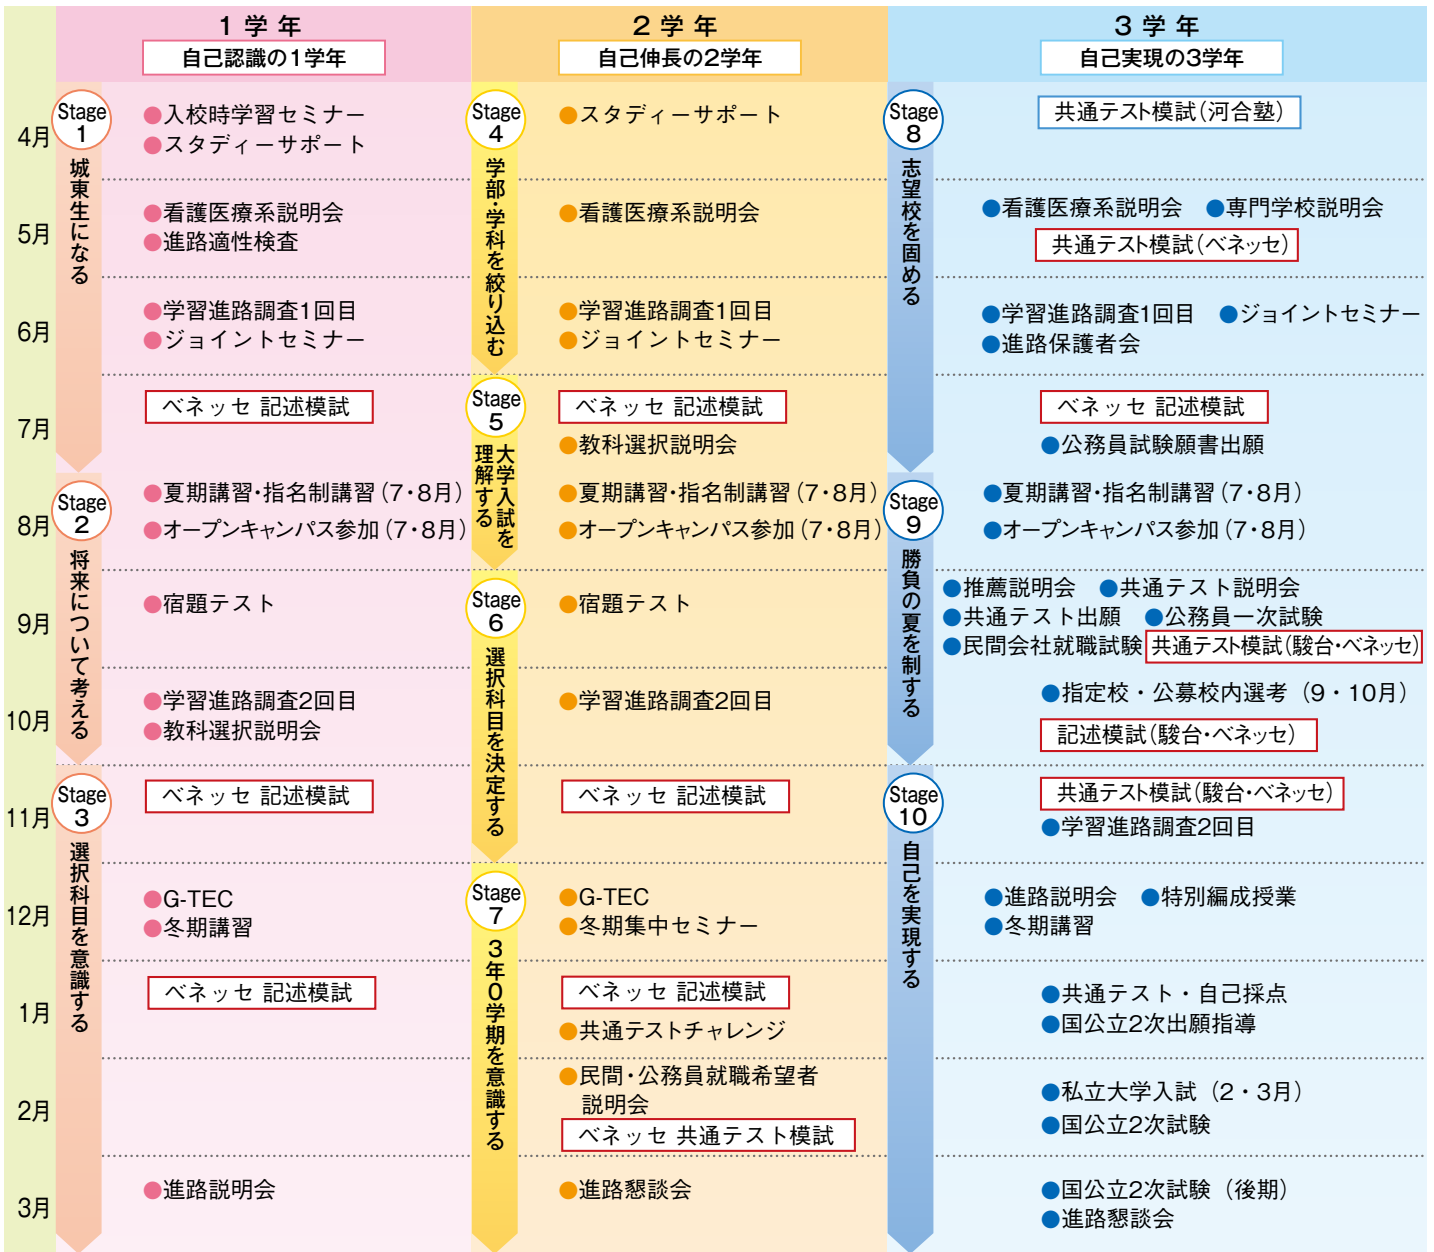 1学年
自己認識の1学年
2学年
自己伸長の2学年
3学年
自己実現の3学年
4月
5月
6月
7月
8月
9月
10月
11月
12月
1月
2月
3月
Stage 1
城東生になる
●入校時学習セミナー
●スタディーサポート
●看護医療系説明会
●進路適性検査
●学習進路調査1回目
●ジョイントセミナー
ベネッセ 記述模試
Stage 2
将来について考える
●夏期講習・指名制講習(7・8月)
●オープンキャンパス参加(7・8月)
●宿題テスト
●学習進路調査2回目
●教科選択説明会
Stage 3
選択科目を意識する
ベネッセ 記述模試
●G-TEC
●冬期講習
ベネッセ 記述模試
●進路説明会
Stage 4
学部・学科を絞り込む
●スタディーサポート
●看護医療系説明会
●学習進路調査1回目
●ジョイントセミナー
Stage 5
大学入試を
理解する
ベネッセ 記述模試
●教科選択説明会
●夏期講習・指名制講習(7・8月)
●オープンキャンパス参加(7・8月)
Stage 6
選択科目を決定する
●宿題テスト
●学習進路調査2回目
ベネッセ 記述模試
Stage 7
3年0学期を意識する
●G-TEC
●冬期集中セミナー
ベネッセ 記述模試
●共通テストチャレンジ
●民間・公務員就職希望者
説明会
ベネッセ 共通テスト模試
●進路懇談会
Stage 8
志望校を固める
共通テスト模試(河合塾)
●看護医療系説明会 ●専門学校説明会
共通テスト模試(ベネッセ)
●学習進路調査1回目 ●ジョイントセミナー
●進路保護者会
ベネッセ 記述模試
●公務員試験願書出願
Stage 9
勝負の夏を制する
●夏期講習・指名制講習(7・8月)
●オープンキャンパス参加(7・8月)
●推薦説明会 ●共通テスト説明会
●共通テスト出願 ●公務員一次試験
●民間会社就職試験 共通テスト模試(駿台・ベネッセ)
●指定校・公募校内選考(9・10月)
記述模試(駿台・ベネッセ)
Stage 10
自己を実現する
共通テスト模試(駿台・ベネッセ)
●学習進路調査2回目
●進路説明会 ●特別編成授業
●冬期講習
●共通テスト・自己採点
●国公立2次出願指導
●私立大学入試(2・3月)
●国公立2次試験
●国公立2次試験(後期)
●進路懇談会